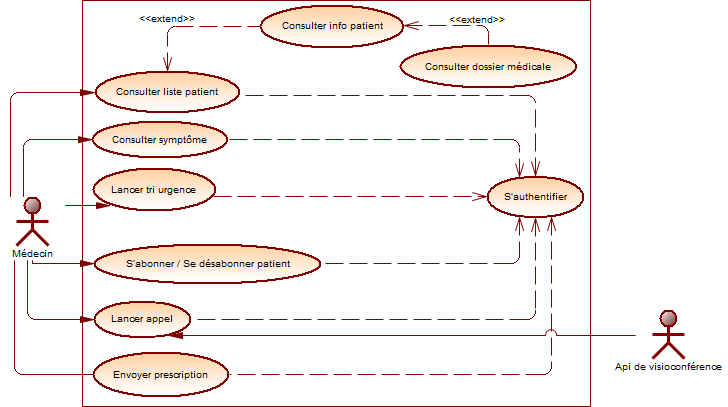 <<extend>>
Consulter info patient
<<extend>>
Consulter dossier médicale
Consulter liste patient
Consulter symptôme
Lancer tri urgence
S'authentifier
Médecin
S'abonner / Se désabonner patient
Lancer appel
Api de visioconférence
Envoyer prescription